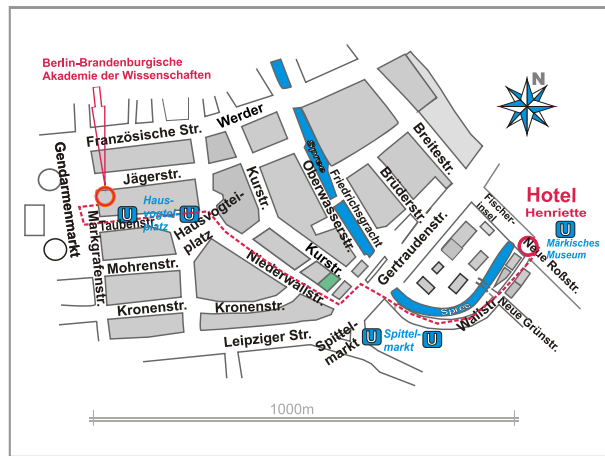 Berlin-Brandenburgische
Akademie der Wissenschaften
N
Werder
Französische Str.
Gendarmenmarkt
Jägerstr.
Kurstr.
Spree
Oberwasserstr.
Friedrichsgracht
Breitestr.
Brüderstr.
Fischer-
insel
Hotel
Henriette
U
Märkisches
Museum
Neue Roßstr.
Taubenstr.
Markgrafenstr.
U
Haus-
vogtei-
platz
U
Hausvogtei-
platz
Mohrenstr.
Niederwallstr.
Kurstr.
Gertraudenstr.
Kronenstr.
Kronenstr.
Leipziger Str.
Spittel-
markt
U
Spittel-
markt
U
Spree
Wallstr.
Neue Grünstr.
1000m